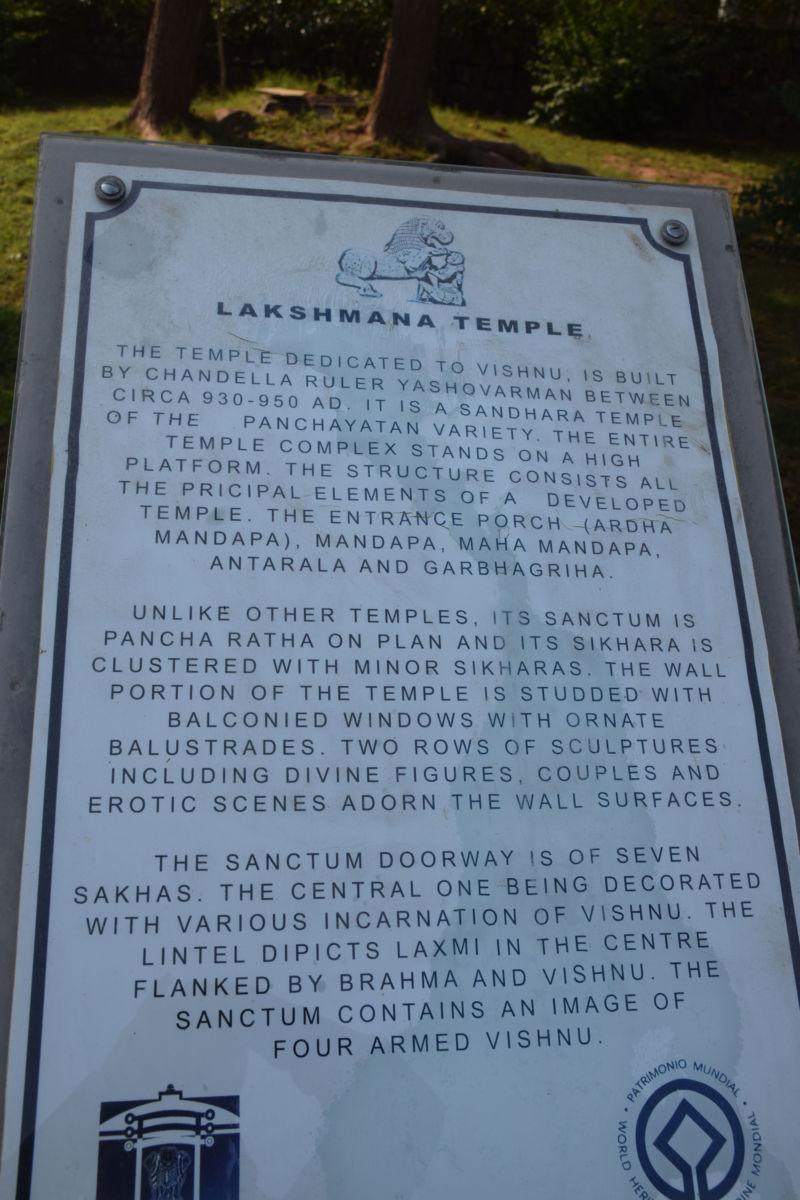 LAKSHMANA TEMPLE
THE TEMPLE DEDICATED TO VISHNU, IS BUILT
BY CHANDELLA RULER YASHOVARMAN BETWEEN
CIRCA 930-950 AD. IT IS A SANDHARA TEMPLE
OF THE PANCHAYATAN VARIETY. THE ENTIRE
TEMPLE COMPLEX STANDS ON A HIGH
PLATFORM. THE STRUCTURE CONSISTS ALL
THE PRICIPAL ELEMENTS OF A DEVELOPED
TEMPLE. THE ENTRANCE PORCH (ARDHA
MANDAPA), MANDAPA, MAHA MANDAPA,
ANTARALA AND GARBHAGRIHA.
UNLIKE OTHER TEMPLES, ITS SANCTUM IS
PANCHA RATHA ON PLAN AND ITS SIKHARA IS
CLUSTERED WITH MINOR SIKHARAS. THE WALL
PORTION OF THE TEMPLE IS STUDDED WITH
BALCONIED WINDOWS WITH ORNATE
BALUSTRADES. TWO ROWS OF SCULPTURES
INCLUDING DIVINE FIGURES, COUPLES AND
EROTIC SCENES ADORN THE WALL SURFACES.
THE SANCTUM DOORWAY IS OF SEVEN
SAKHAS. THE CENTRAL ONE BEING DECORATED
WITH VARIOUS INCARNATION OF VISHNU. THE
LINTEL DIPICTS LAXMI IN THE CENTRE
FLANKED BY BRAHMA AND VISHNU. THE
SANCTUM CONTAINS AN IMAGE OF
FOUR ARMED VISHNU.
• PATRIMONIO MUNDIAL •
WORLD
MONDIAL